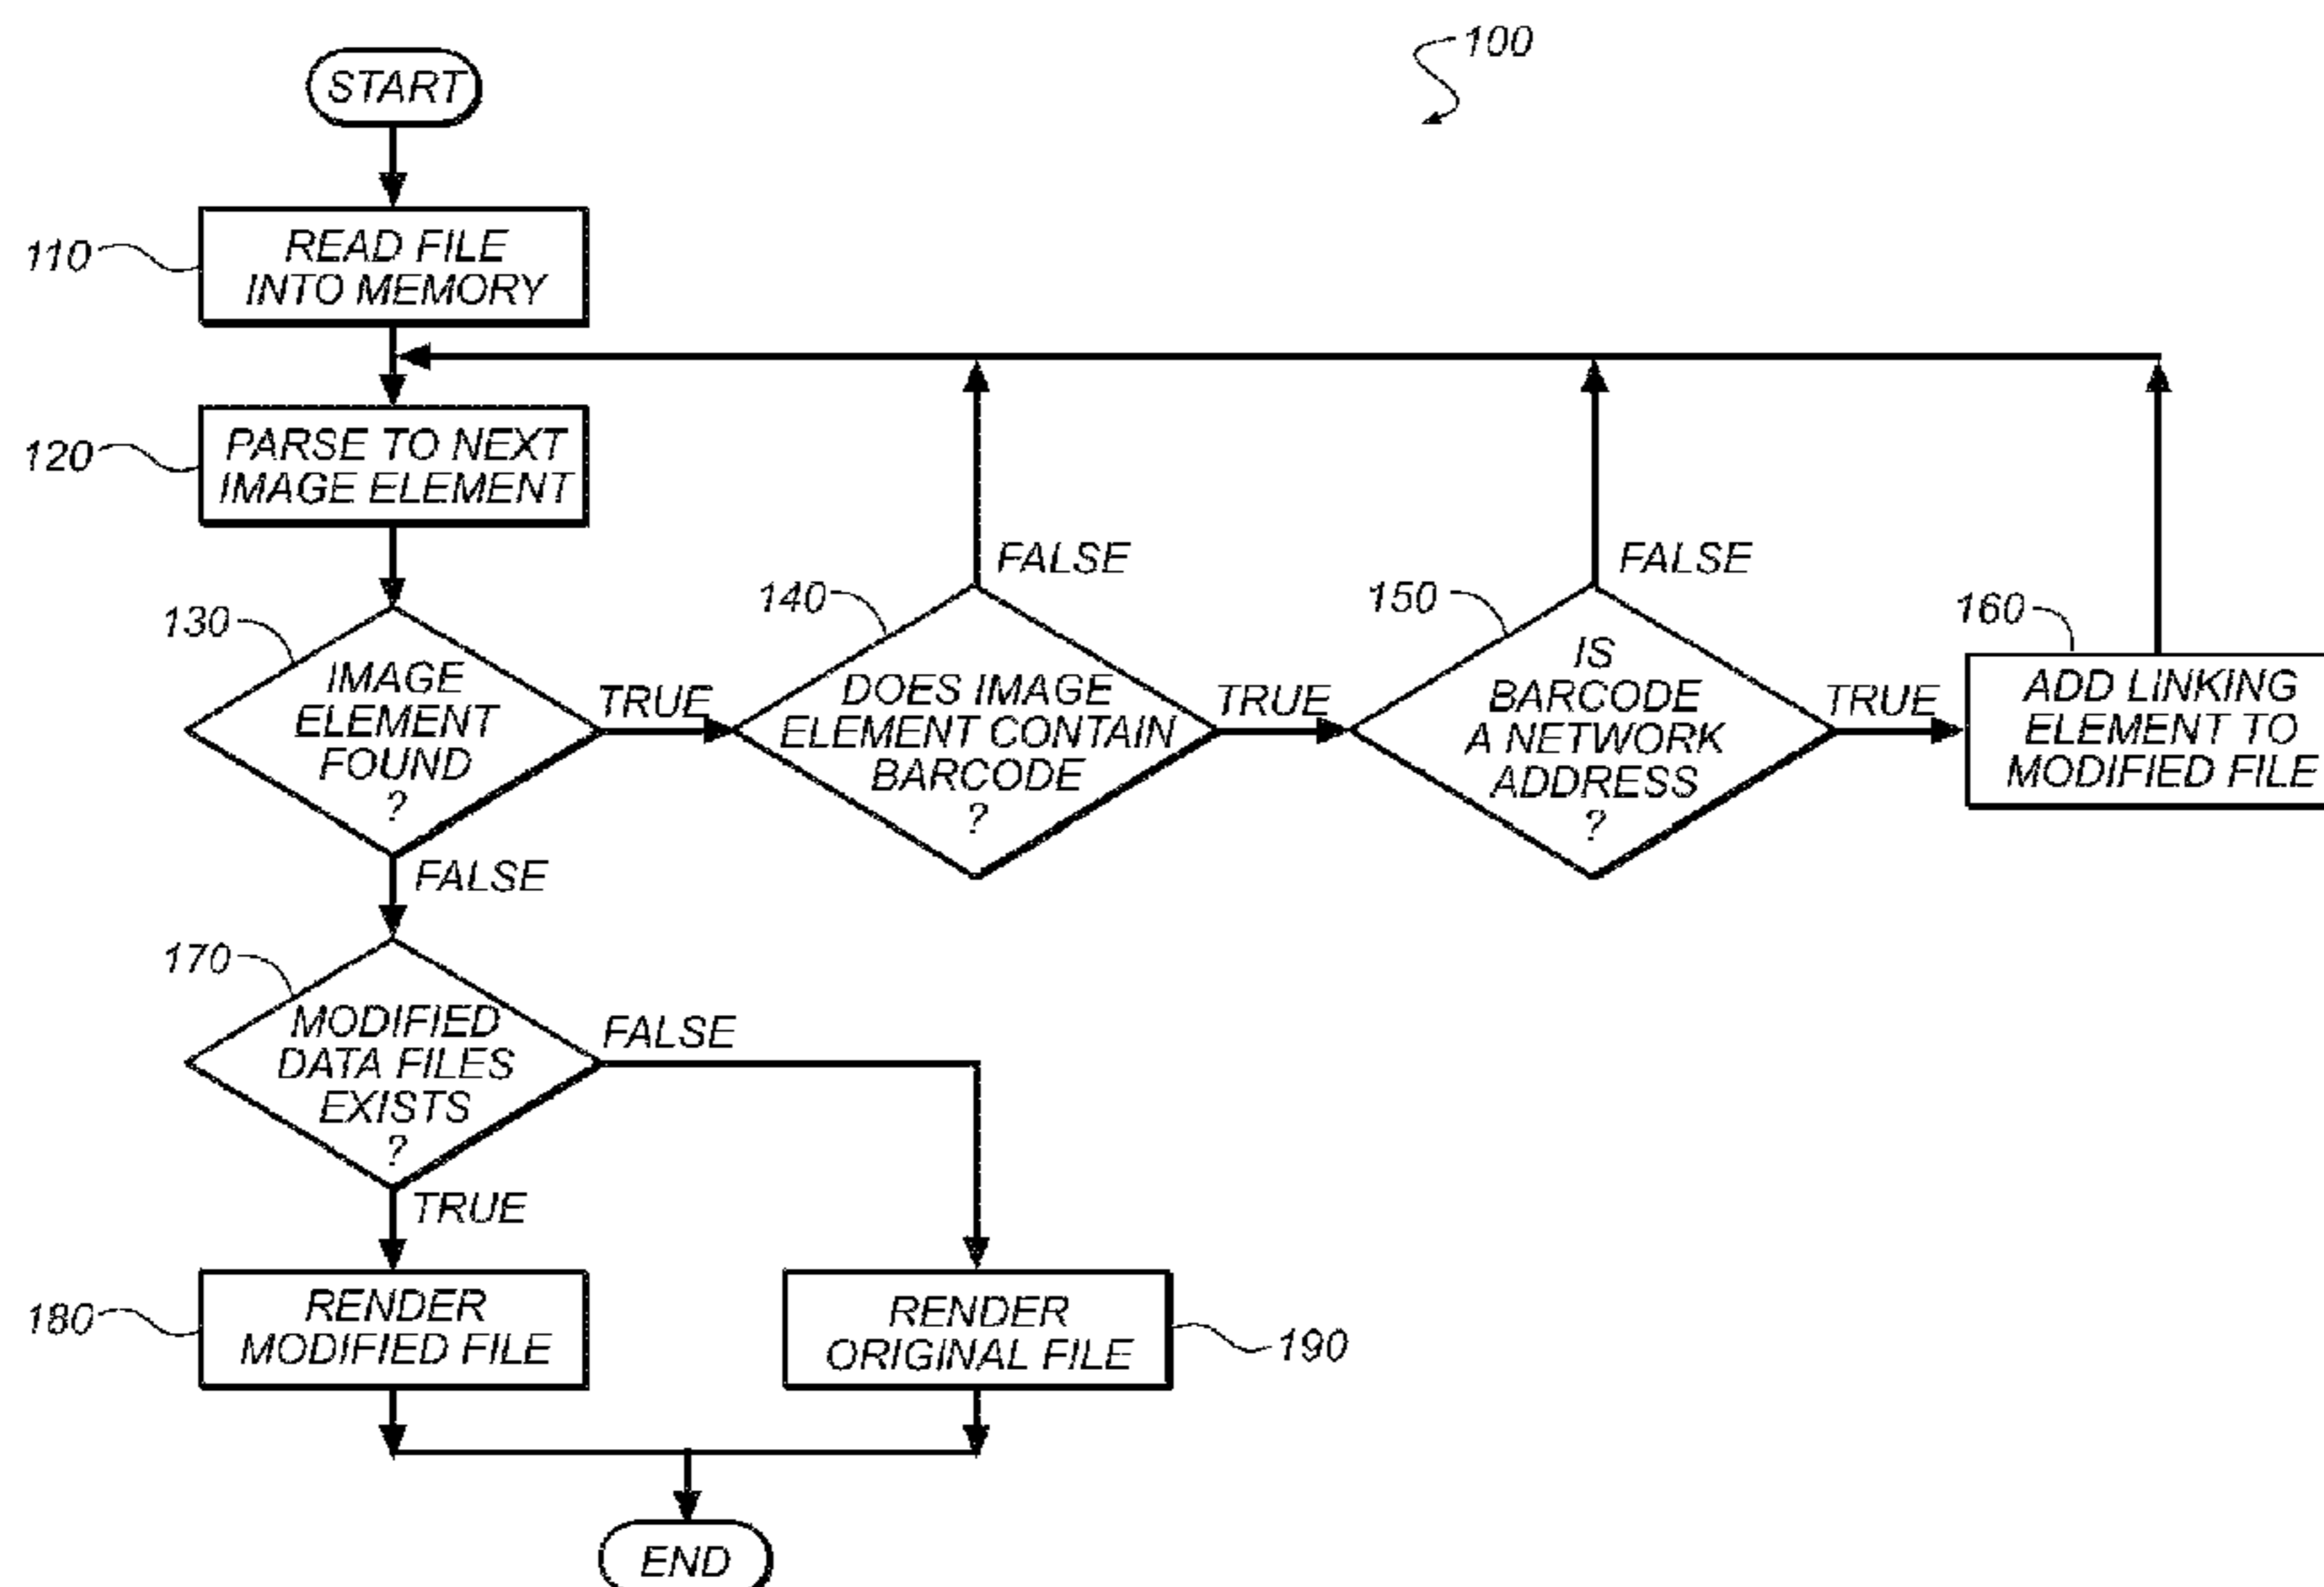 100
START
110
READ FILE
INTO MEMORY
120
PARSE TO NEXT
IMAGE ELEMENT
130
IMAGE
ELEMENT
FOUND
?
TRUE
FALSE
140
DOES IMAGE
ELEMENT CONTAIN
BARCODE
?
FALSE
TRUE
150
IS
BARCODE
A NETWORK
ADDRESS
?
FALSE
TRUE
160
ADD LINKING
ELEMENT TO
MODIFIED FILE
170
MODIFIED
DATA FILES
EXISTS
?
FALSE
TRUE
180
RENDER
MODIFIED FILE
RENDER
ORIGINAL FILE
190
END